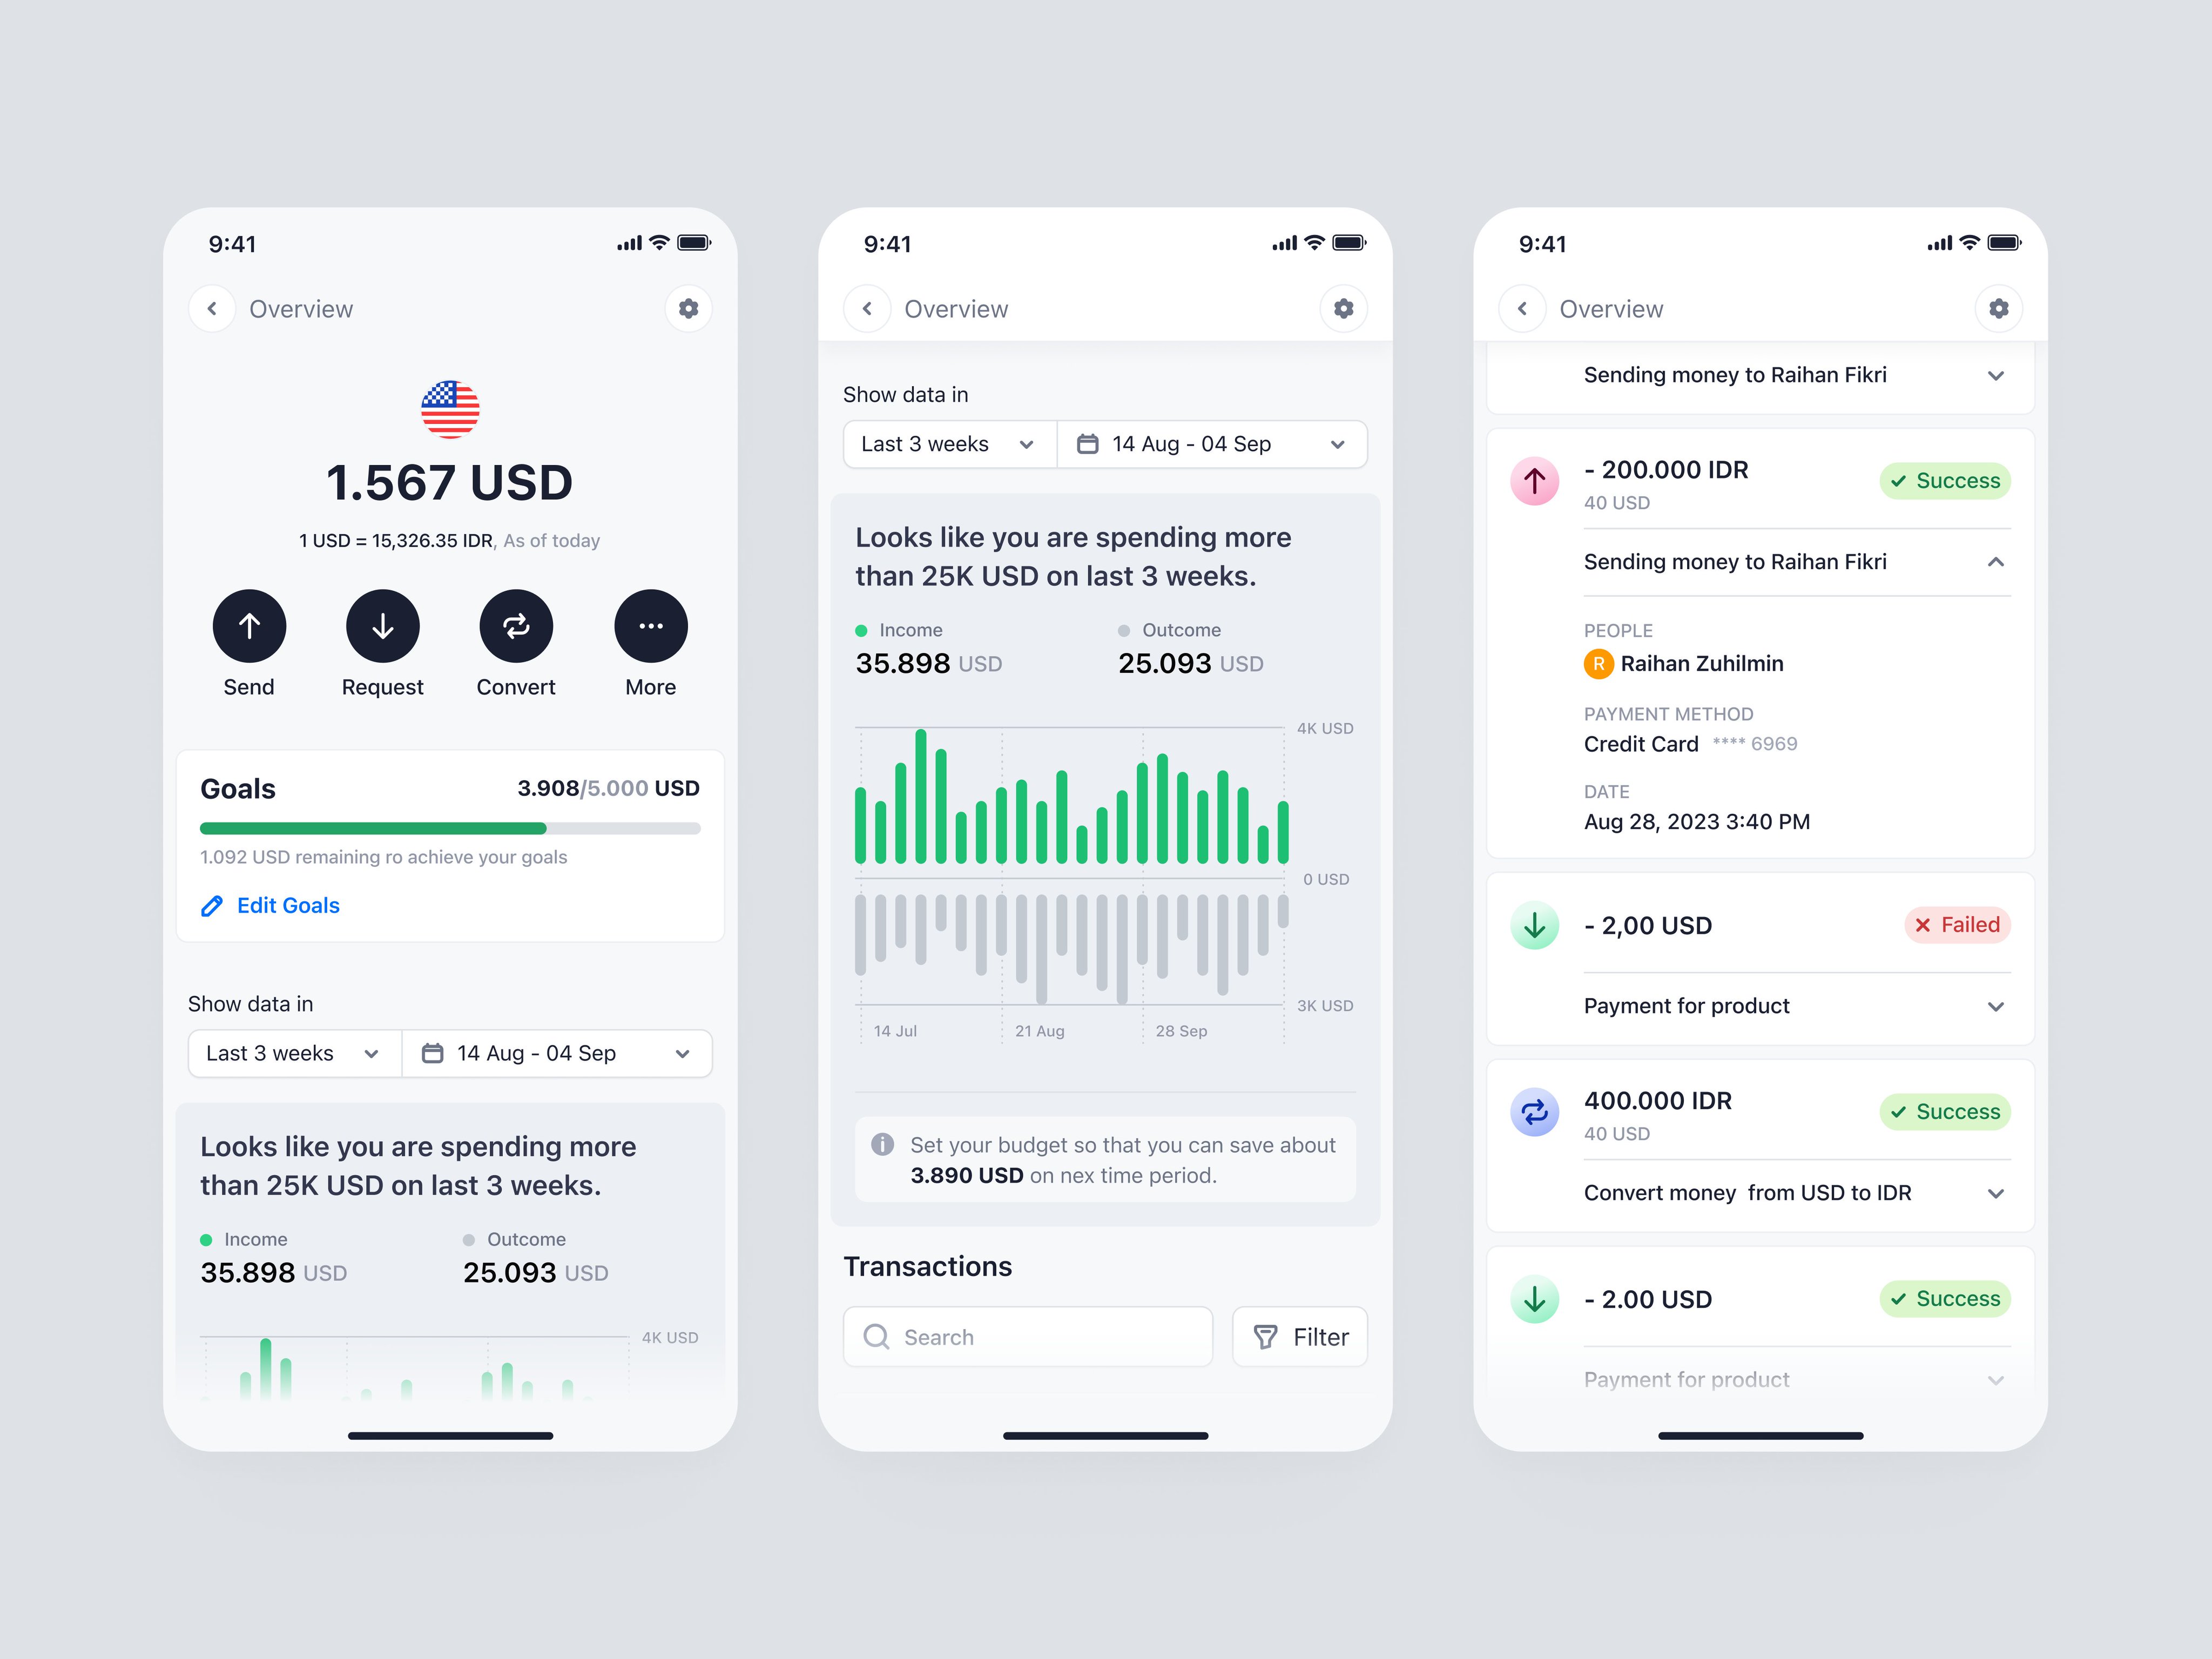 9:41
Overview
1.567 USD
1 USD = 15,326.35 IDR, As of today
Send
Request
Convert
More
Goals
3.908/5.000 USD
1.092 USD remaining ro achieve your goals
Edit Goals
Show data in
Last 3 weeks
14 Aug - 04 Sep
Looks like you are spending more
than 25K USD on last 3 weeks.
Income
Outcome
35.898 USD
25.093 USD
4K USD
9:41
Overview
Show data in
Last 3 weeks
14 Aug - 04 Sep
Looks like you are spending more
than 25K USD on last 3 weeks.
Income
Outcome
35.898 USD
25.093 USD
4K USD
0 USD
3K USD
14 Jul
21 Aug
28 Sep
Set your budget so that you can save about
3.890 USD on nex time period.
Transactions
Search
Filter
9:41
Overview
Sending money to Raihan Fikri
- 200.000 IDR
40 USD
Success
Sending money to Raihan Fikri
PEOPLE
R Raihan Zuhilmin
PAYMENT METHOD
Credit Card **** 6969
DATE
Aug 28, 2023 3:40 PM
- 2,00 USD
Failed
Payment for product
400.000 IDR
40 USD
Success
Convert money  from USD to IDR
- 2.00 USD
Success
Payment for product